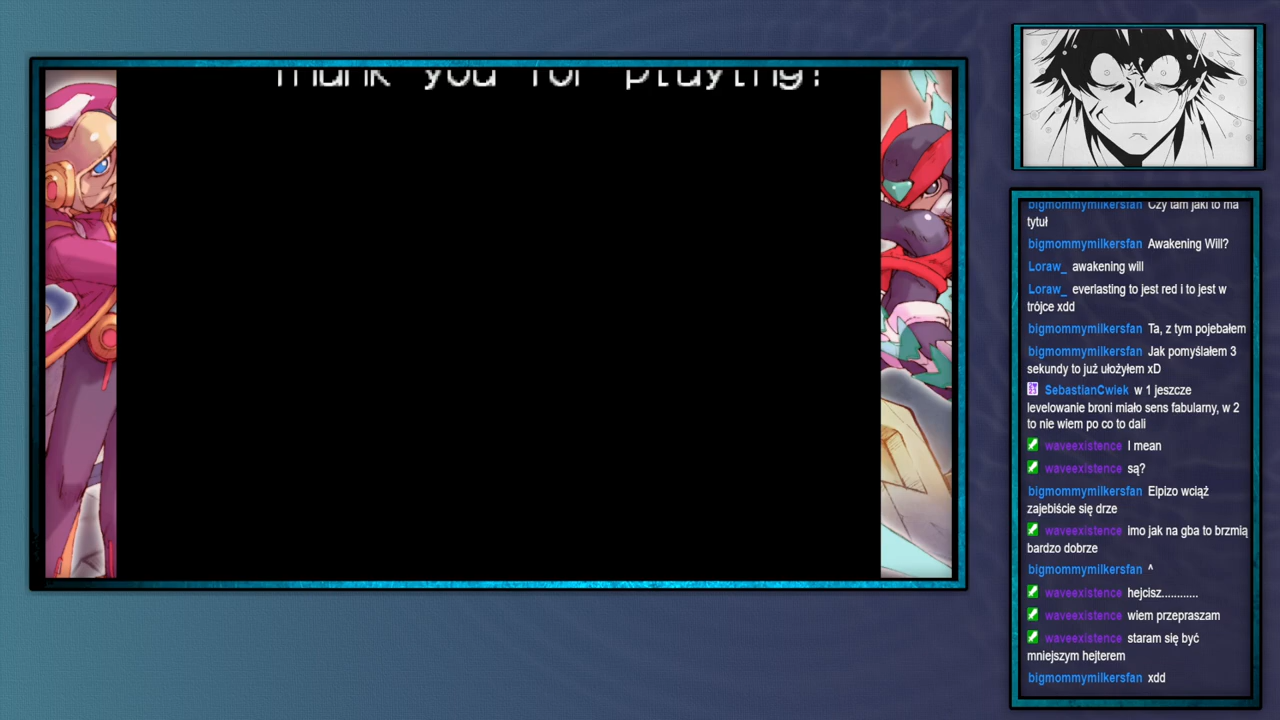 Thank you for playing!
bigmommymilkersfan Czy tam jaki to ma
tytuł
bigmommymilkersfan Awakening Will?
Loraw_ awakening will
Loraw_ everlasting to jest red i to jest w
trójce xdd
bigmommymilkersfan Ta, z tym pojebałem
bigmommymilkersfan Jak pomyślałem 3
sekundy to już ułożyłem xD
SebastianCwiek w 1 jeszcze
levelowanie broni miało sens fabularny, w 2
to nie wiem po co to dali
waveexistence I mean
waveexistence są?
bigmommymilkersfan Elpizo wciąż
zajebiście się drze
waveexistence imo jak na gba to brzmią
bardzo dobrze
bigmommymilkersfan ^
waveexistence hejcisz...........
waveexistence wiem przepraszam
waveexistence staram się być
mniejszym hejterem
bigmommymilkersfan xdd